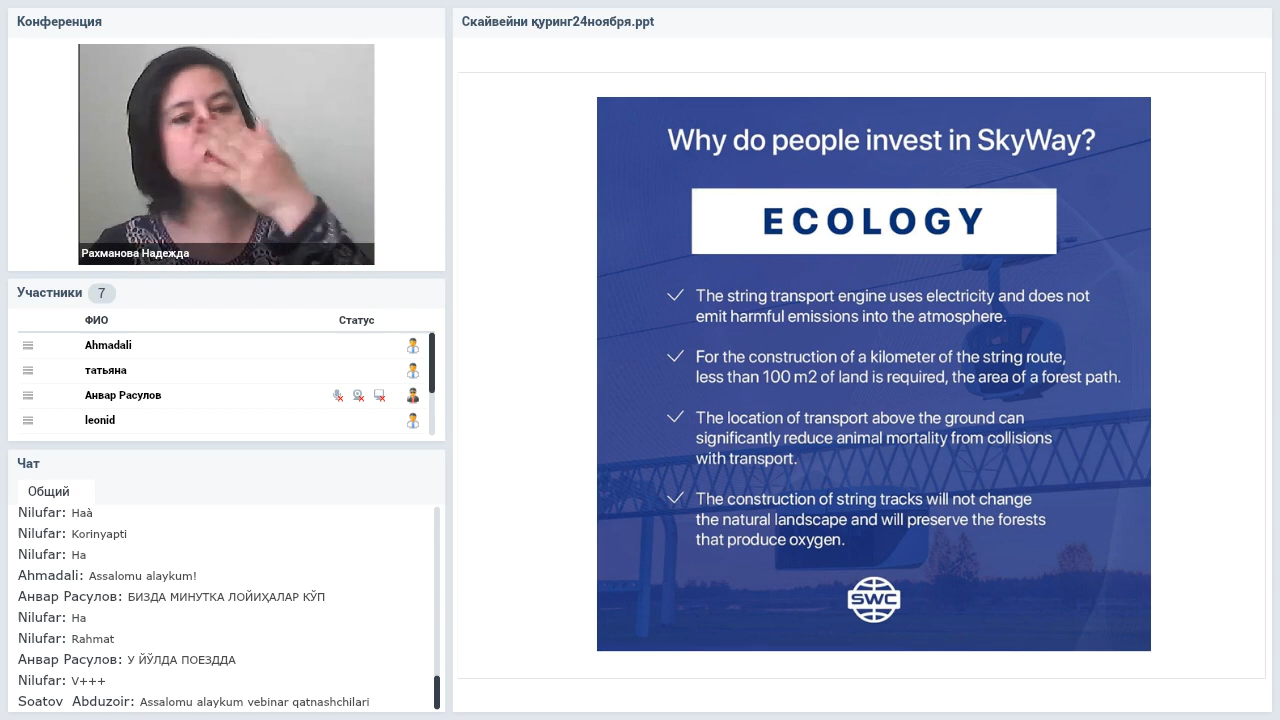 Конференция
Рахманова Надежда
Участники 7
ФИО Статус
Ahmadali
татьяна
Анвар Расулов
leonid
Чат
Общий
Nilufar: Haà
Nilufar: Korinyapti
Nilufar: Ha
Ahmadali: Assalomu alaykum!
Анвар Расулов: БИЗДА МИНУТКА ЛОЙИҲАЛАР КЎП
Nilufar: Ha
Nilufar: Rahmat
Анвар Расулов: У ЙЎЛДА ПОЕЗДДА
Nilufar: V+++
Soatov Abduzoir: Assalomu alaykum vebinar qatnashchilari
Скайвейни қуринг24ноября.ppt
Why do people invest in SkyWay?
ECOLOGY
The string transport engine uses electricity and does not
emit harmful emissions into the atmosphere.
For the construction of a kilometer of the string route,
less than 100 m2 of land is required, the area of a forest path.
The location of transport above the ground can
significantly reduce animal mortality from collisions
with transport.
The construction of string tracks will not change
the natural landscape and will preserve the forests
that produce oxygen.
SWC